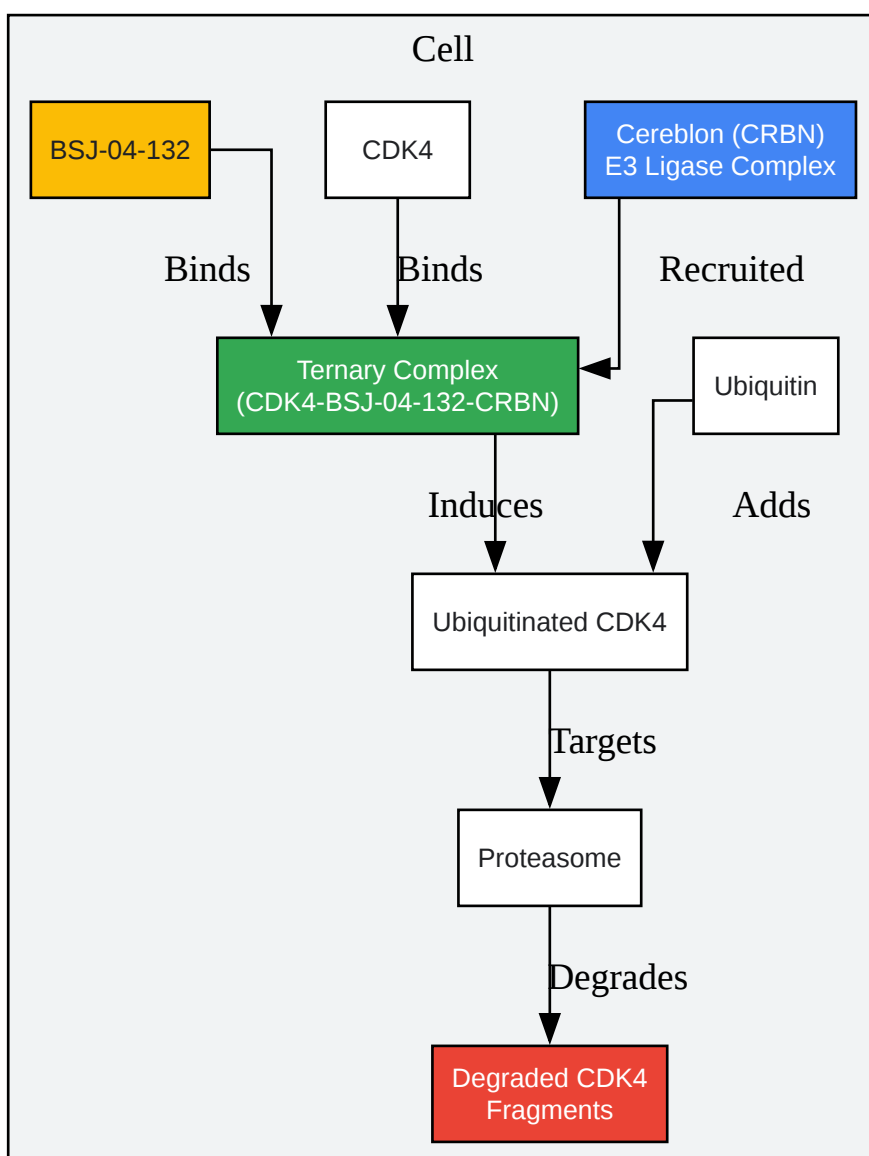 Cell
BSJ-04-132
CDK4
Cereblon (CRBN)
E3 Ligase Complex
Binds
Binds
Recruited
Ternary Complex
(CDK4-BSJ-04-132-CRBN)
Ubiquitin
Induces
Adds
Ubiquitinated CDK4
Targets
Proteasome
Degrades
Degraded CDK4
Fragments